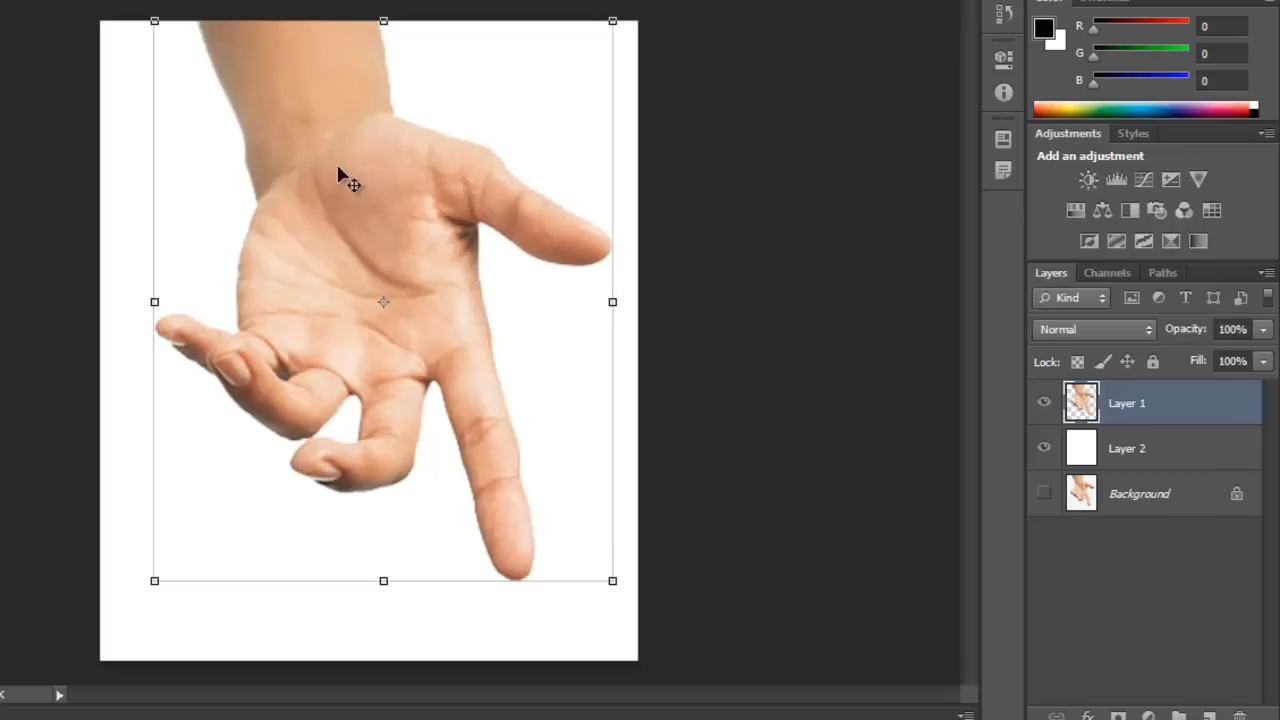 R 0
G 0
B 0
Adjustments Styles
Add an adjustment
Layers Channels Paths
Kind
Normal Opacity: 100%
Lock: Fill: 100%
Layer 1
Layer 2
Background
fx